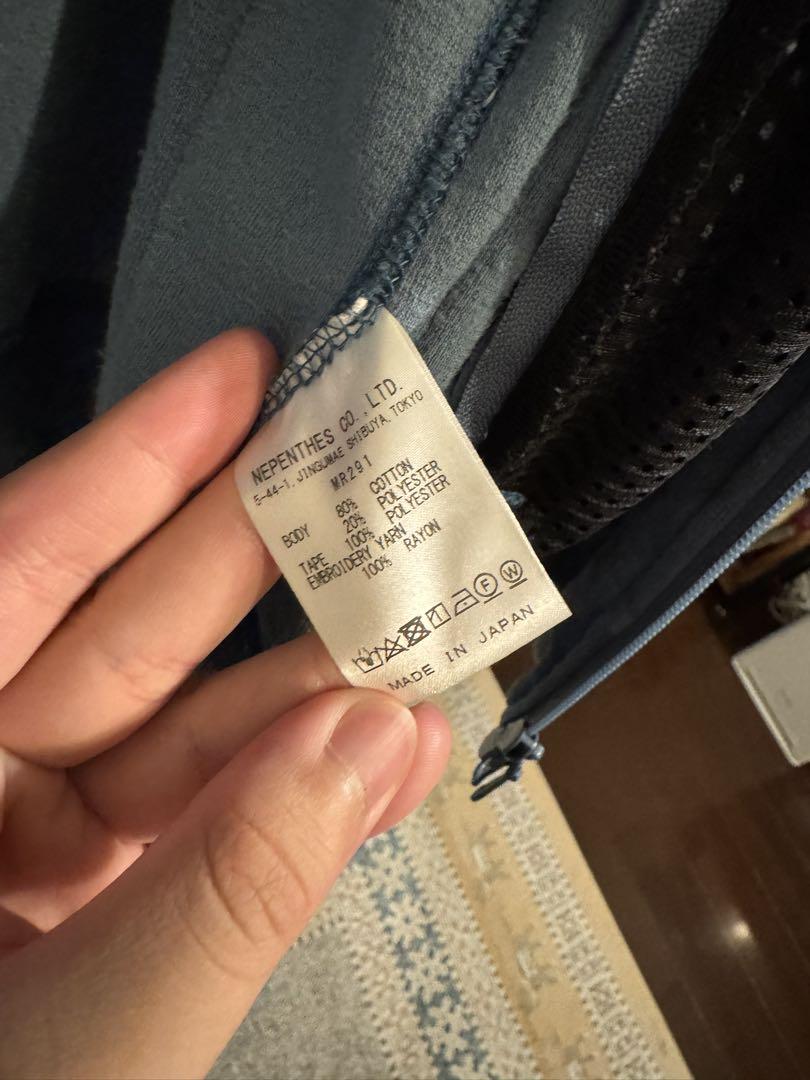 NEPENTHES CO., LTD.
5-44-1, JINGUMAE SHIBUYA, TOKYO
MR291
BODY 80% COTTON
20% POLYESTER
TAPE 100% POLYESTER
EMBROIDERY YARN
100% RAYON
F W
MADE IN JAPAN